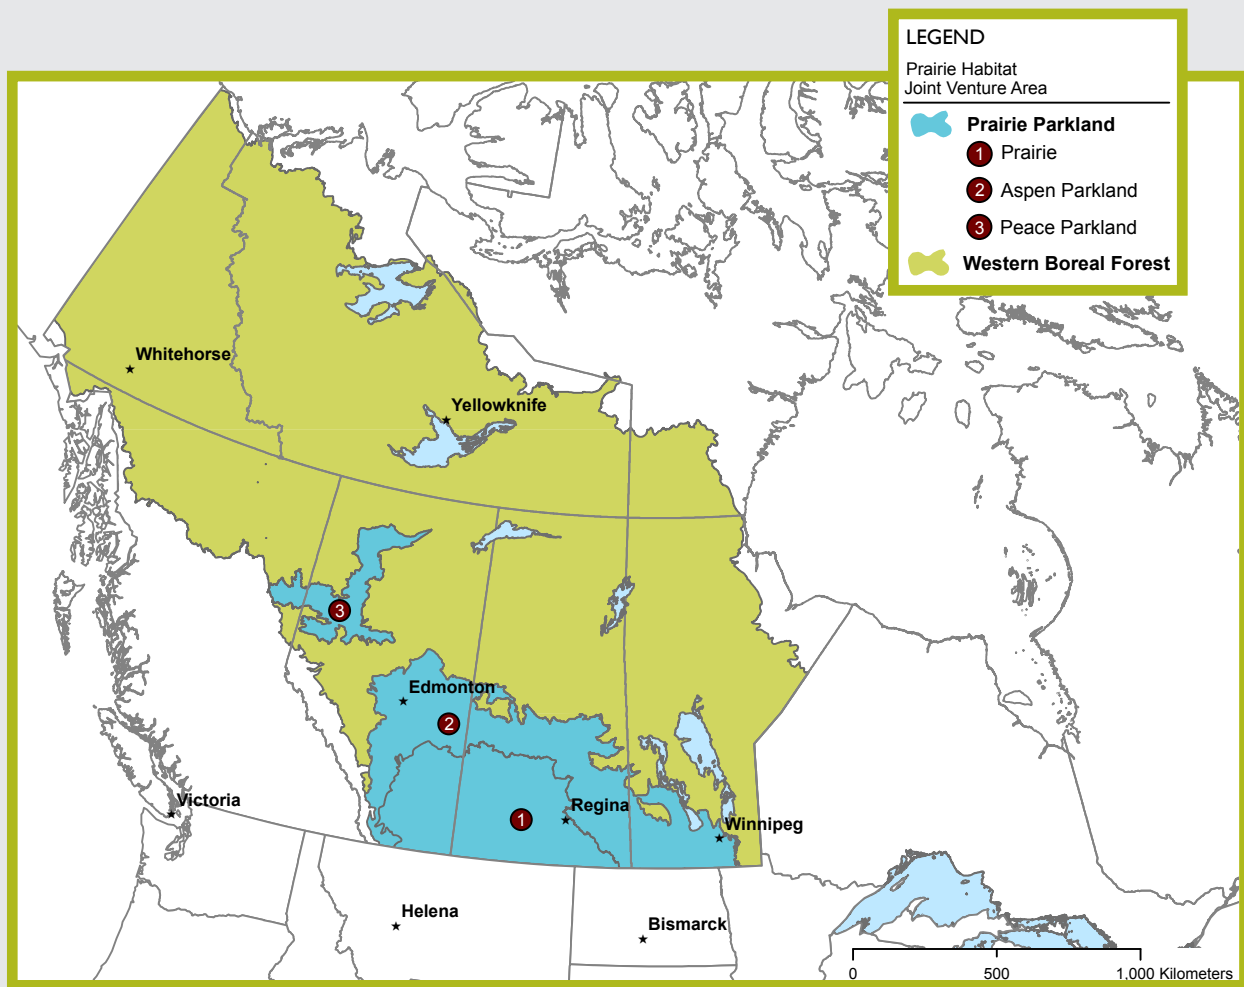 LEGEND
Prairie Habitat
Joint Venture Area
Prairie Parkland
1 Prairie
2 Aspen Parkland
3 Peace Parkland
Western Boreal Forest
Whitehorse
Yellowknife
3
Edmonton
2
Victoria
1
Regina
Winnipeg
Helena
Bismarck
0 500 1,000 Kilometers